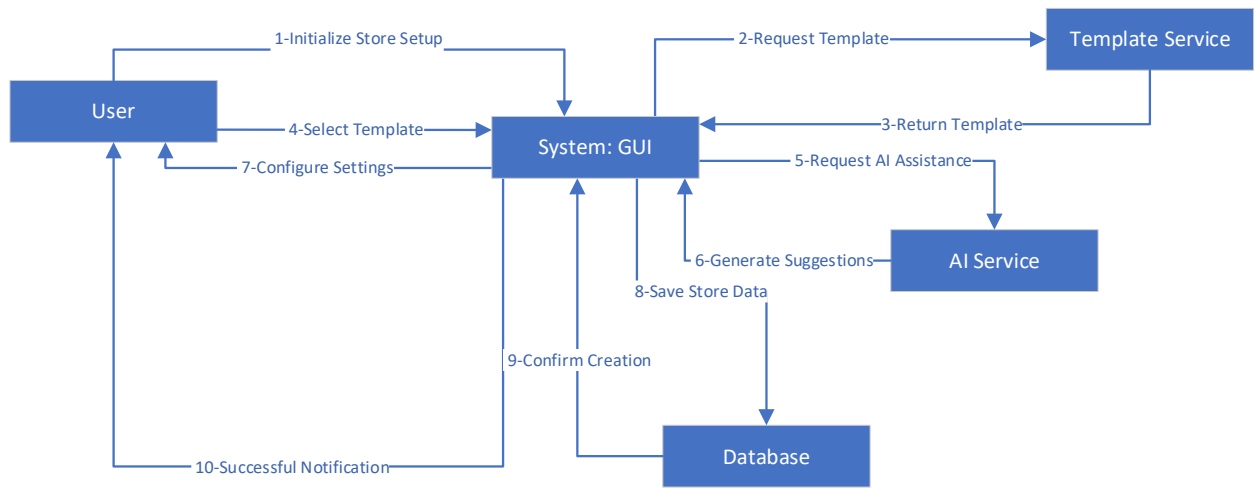 1-Initialize Store Setup
2-Request Template
Template Service
User
4-Select Template
3-Return Template
System: GUI
7-Configure Settings
5-Request AI Assistance
6-Generate Suggestions
AI Service
8-Save Store Data
9-Confirm Creation
Database
10-Successful Notification